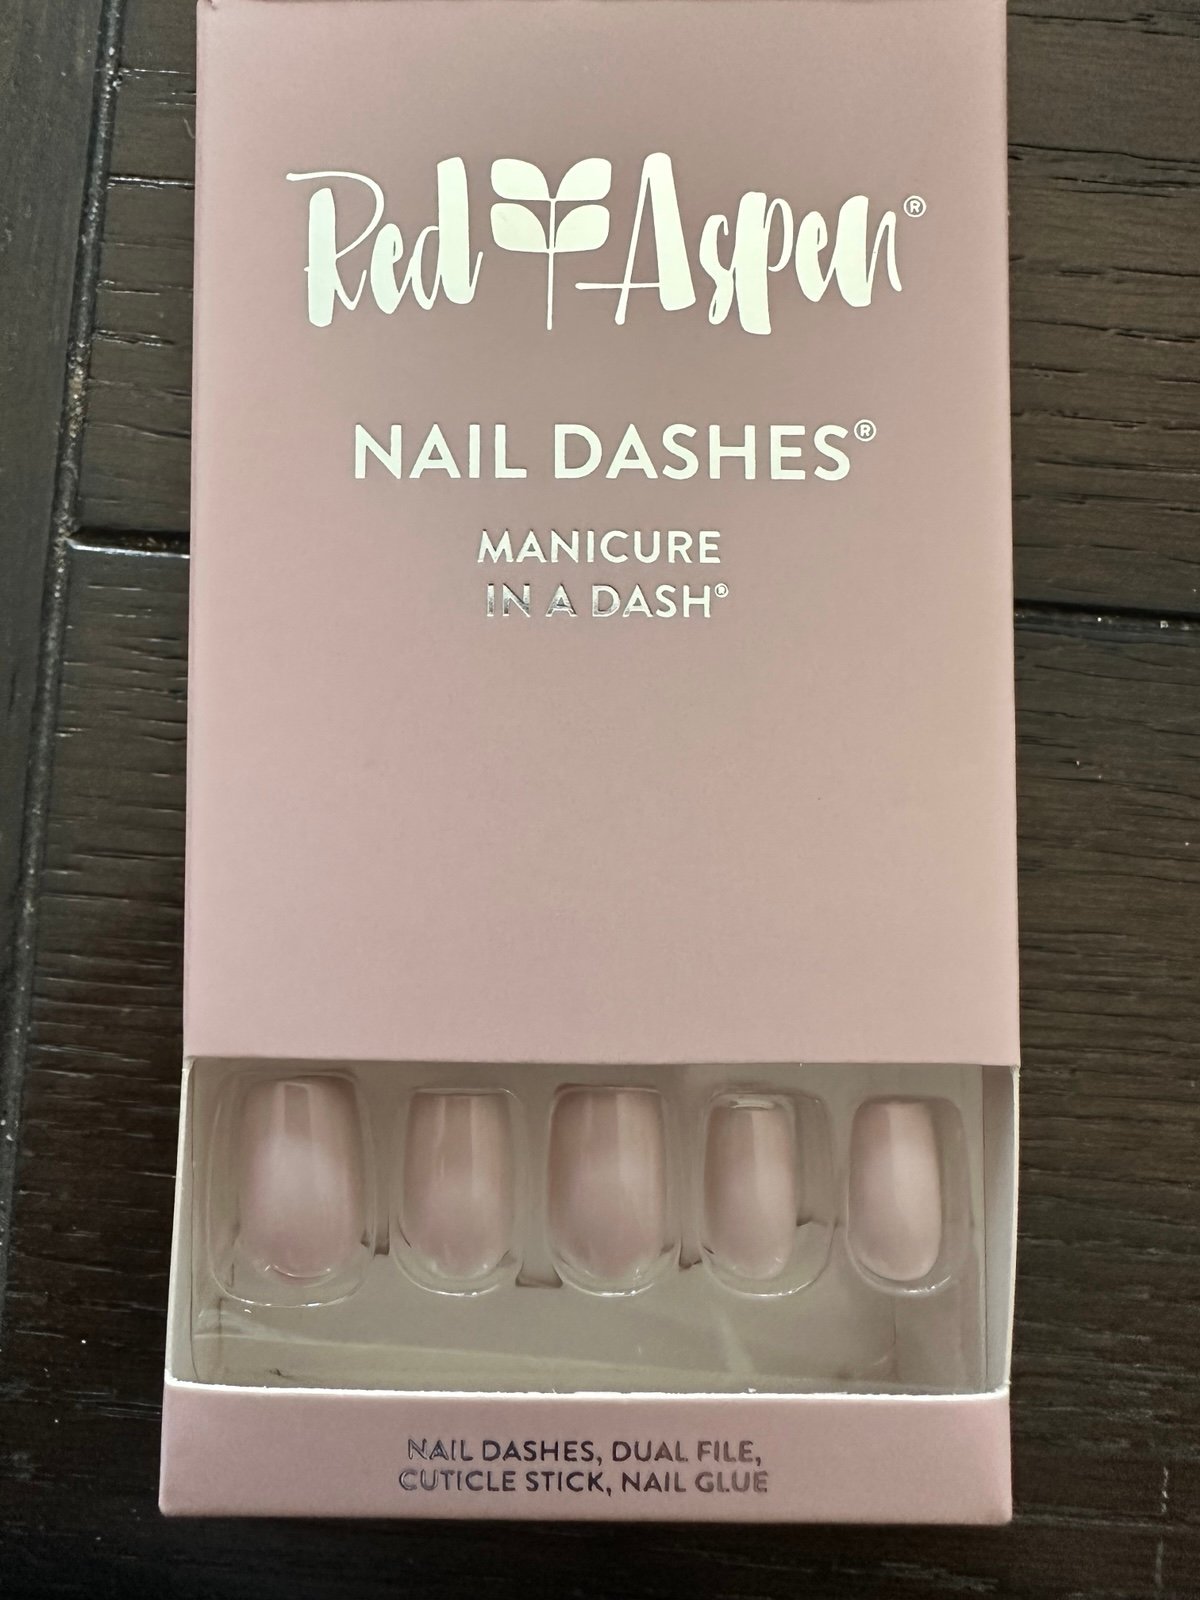 Red Aspen®
NAIL DASHES®
MANICURE
IN A DASH®
NAIL DASHES, DUAL FILE,
CUTICLE STICK, NAIL GLUE